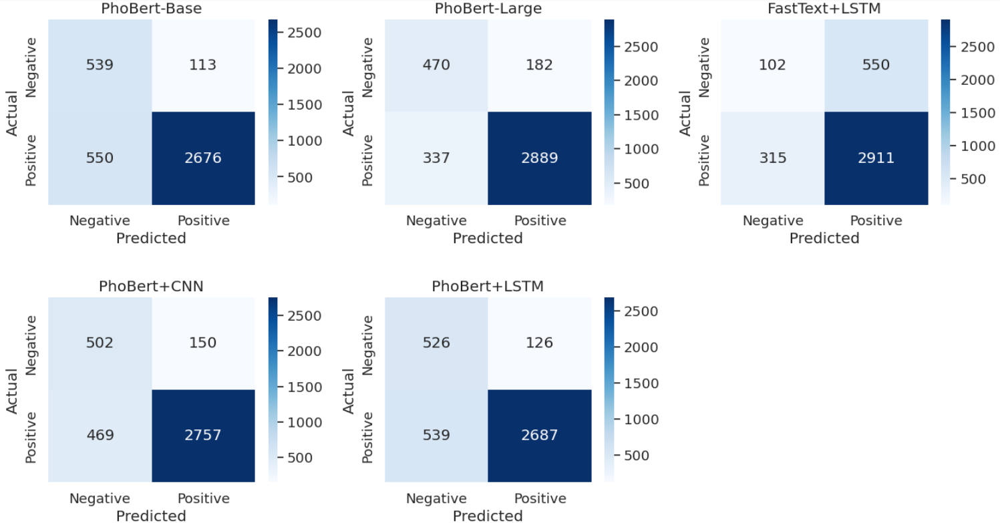 PhoBert-Base
Actual
Negative
Positive
539 113
550 2676
2500
2000
1500
1000
500
Negative Positive
Predicted
PhoBert-Large
Actual
Negative
Positive
470 182
337 2889
2500
2000
1500
1000
500
Negative Positive
Predicted
FastText+LSTM
Actual
Negative
Positive
102 550
315 2911
2500
2000
1500
1000
500
Negative Positive
Predicted
PhoBert+CNN
Actual
Negative
Positive
502 150
469 2757
2500
2000
1500
1000
500
Negative Positive
Predicted
PhoBert+LSTM
Actual
Negative
Positive
526 126
539 2687
2500
2000
1500
1000
500
Negative Positive
Predicted